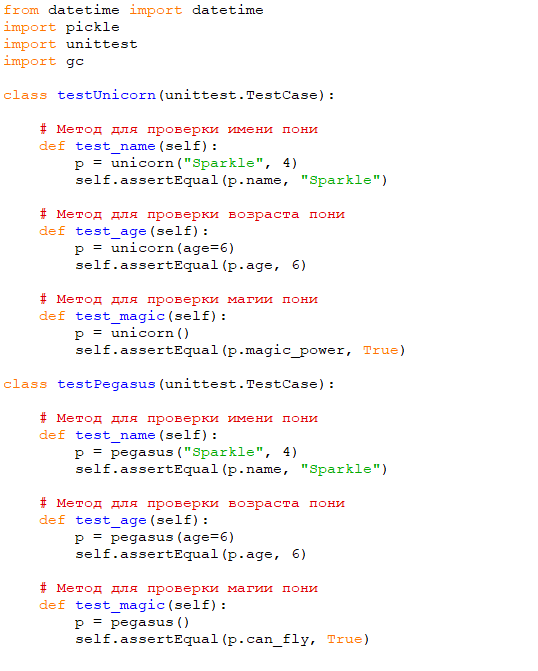 from datetime import datetime
import pickle
import unittest
import gc

class testUnicorn(unittest.TestCase):

    # Метод для проверки имени пони
    def test_name(self):
        p = unicorn("Sparkle", 4)
        self.assertEqual(p.name, "Sparkle")

    # Метод для проверки возраста пони
    def test_age(self):
        p = unicorn(age=6)
        self.assertEqual(p.age, 6)

    # Метод для проверки магии пони
    def test_magic(self):
        p = unicorn()
        self.assertEqual(p.magic_power, True)

class testPegasus(unittest.TestCase):

    # Метод для проверки имени пони
    def test_name(self):
        p = pegasus("Sparkle", 4)
        self.assertEqual(p.name, "Sparkle")

    # Метод для проверки возраста пони
    def test_age(self):
        p = pegasus(age=6)
        self.assertEqual(p.age, 6)

    # Метод для проверки магии пони
    def test_magic(self):
        p = pegasus()
        self.assertEqual(p.can_fly, True)